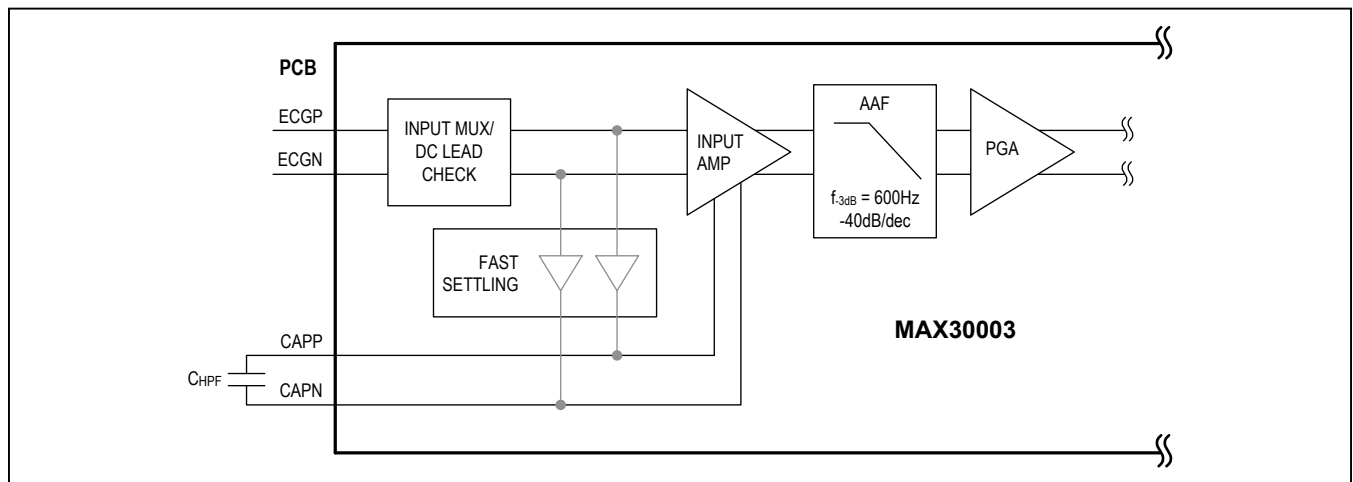 PCB
ECGP
ECGN
INPUT MUX/
DC LEAD
CHECK
INPUT
AMP
AAF
f-3dB = 600Hz
-40dB/dec
PGA
FAST
SETTLING
MAX30003
CAPP
CHPF
CAPN